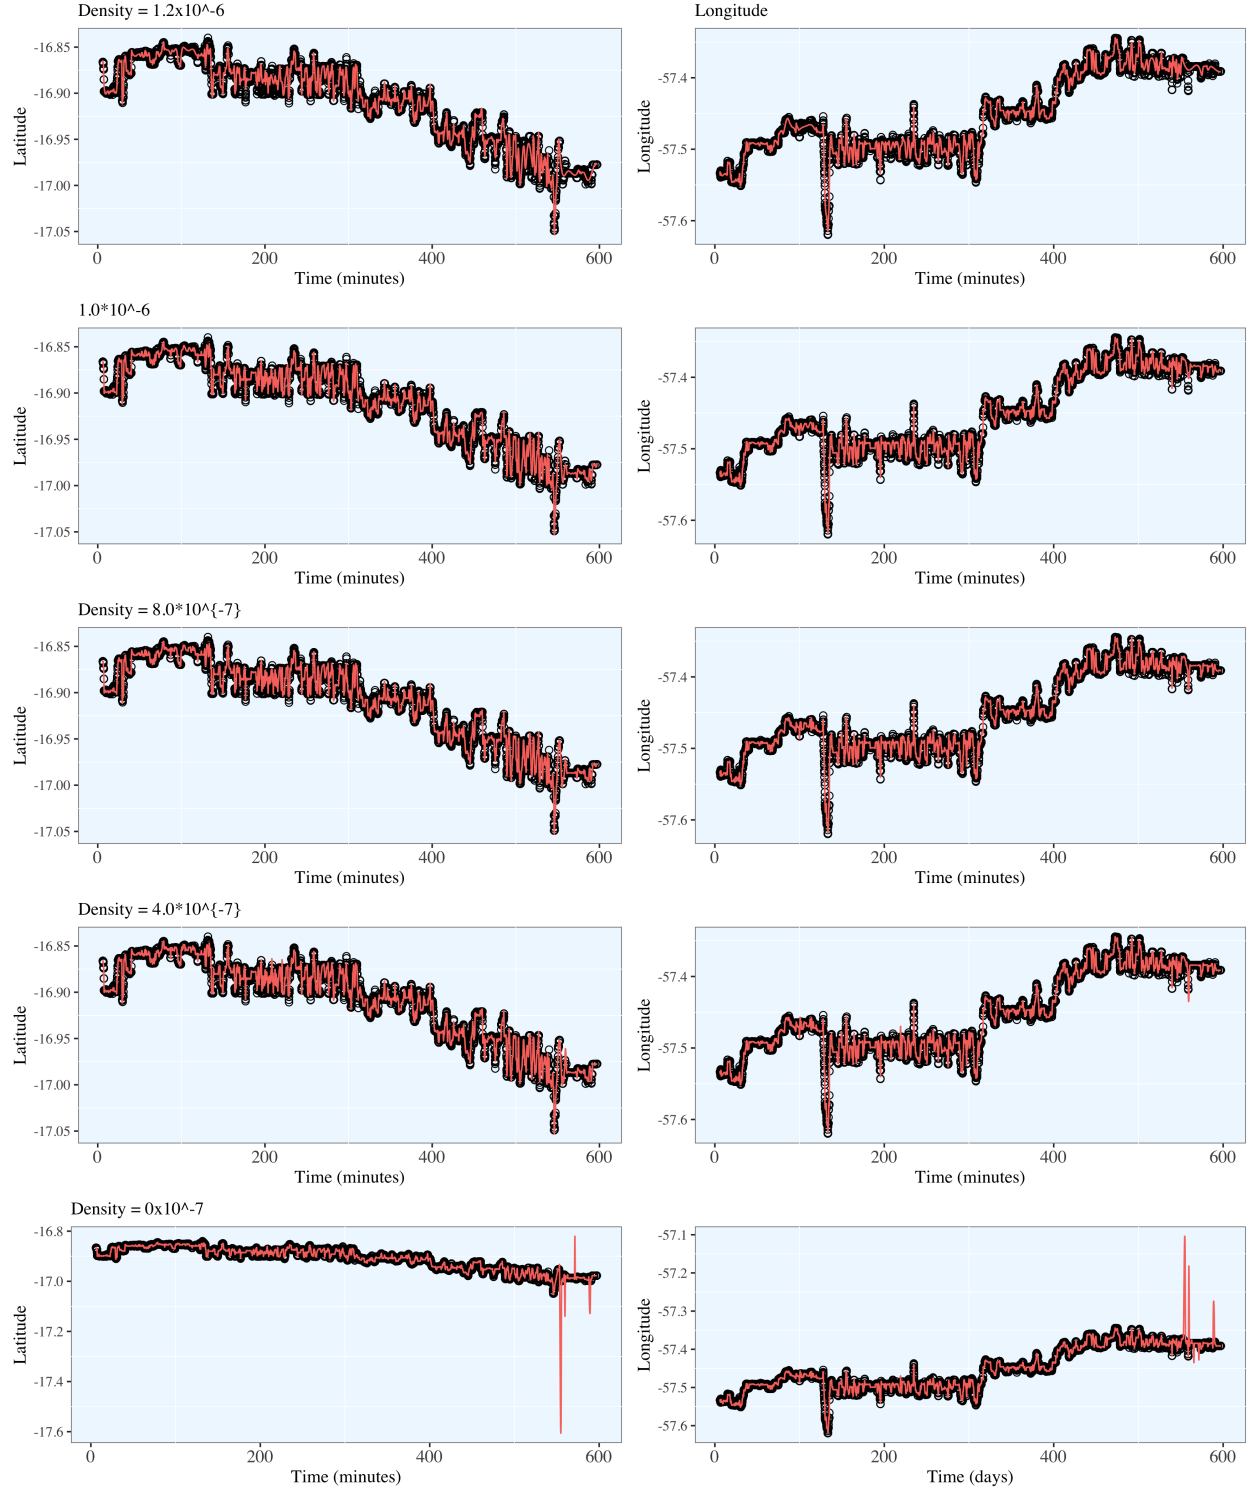 Density = 1.2x10^-6
Longitude
-16.85
-16.90
-16.95
-17.00
-17.05
Latitude
0 200 400 600
Time (minutes)
-57.4
-57.5
-57.6
Longitude
0 200 400 600
Time (minutes)
1.0*10^-6
-16.85
-16.90
-16.95
-17.00
-17.05
Latitude
0 200 400 600
Time (minutes)
-57.4
-57.5
-57.6
Longitude
0 200 400 600
Time (minutes)
Density = 8.0*10^{-7}
-16.85
-16.90
-16.95
-17.00
-17.05
Latitude
0 200 400 600
Time (minutes)
-57.4
-57.5
-57.6
Longitude
0 200 400 600
Time (minutes)
Density = 4.0*10^{-7}
-16.85
-16.90
-16.95
-17.00
-17.05
Latitude
0 200 400 600
Time (minutes)
-57.4
-57.5
-57.6
Longitude
0 200 400 600
Time (minutes)
Density = 0x10^-7
-16.8
-17.0
-17.2
-17.4
-17.6
Latitude
0 200 400 600
Time (minutes)
-57.1
-57.2
-57.3
-57.4
-57.5
-57.6
Longitude
0 200 400 600
Time (days)